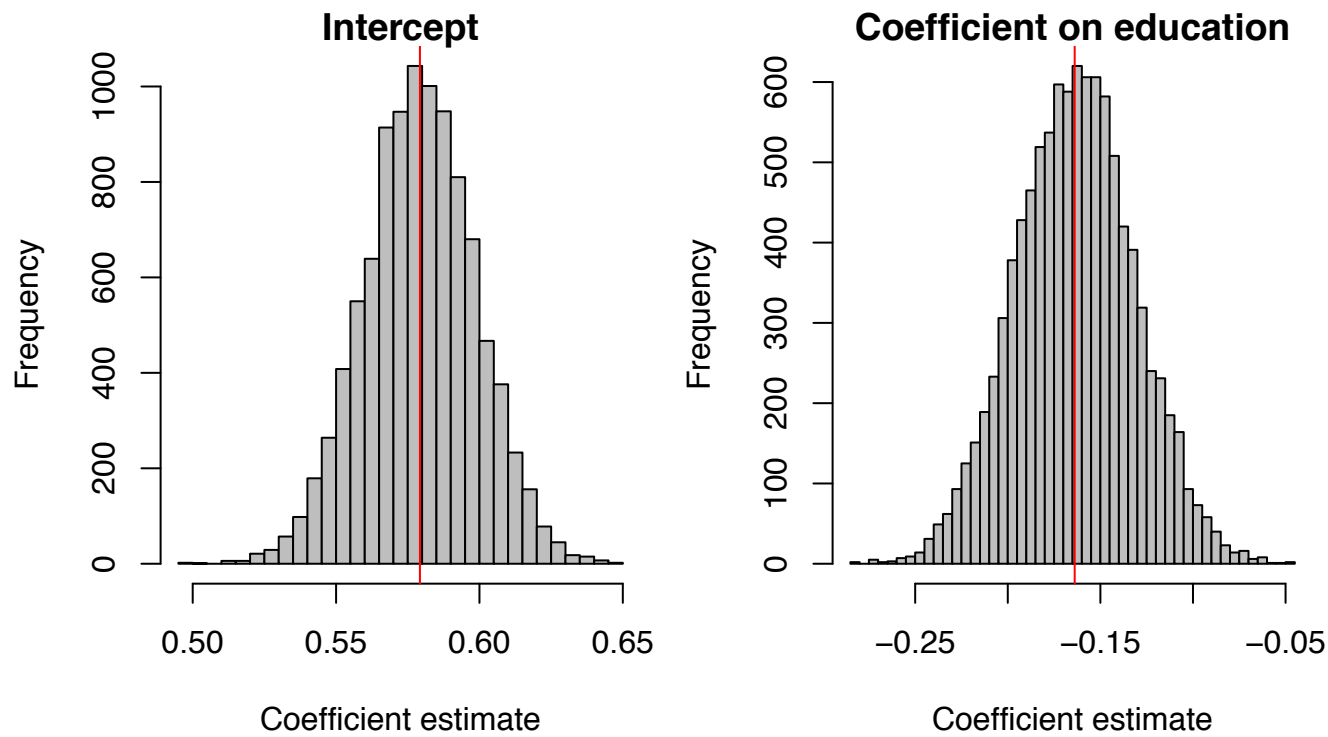 Intercept
Frequency
1000
800
600
400
200
0
0.50 0.55 0.60 0.65
Coefficient estimate
Coefficient on education
Frequency
600
500
400
300
200
100
0
−0.25 −0.15 −0.05
Coefficient estimate